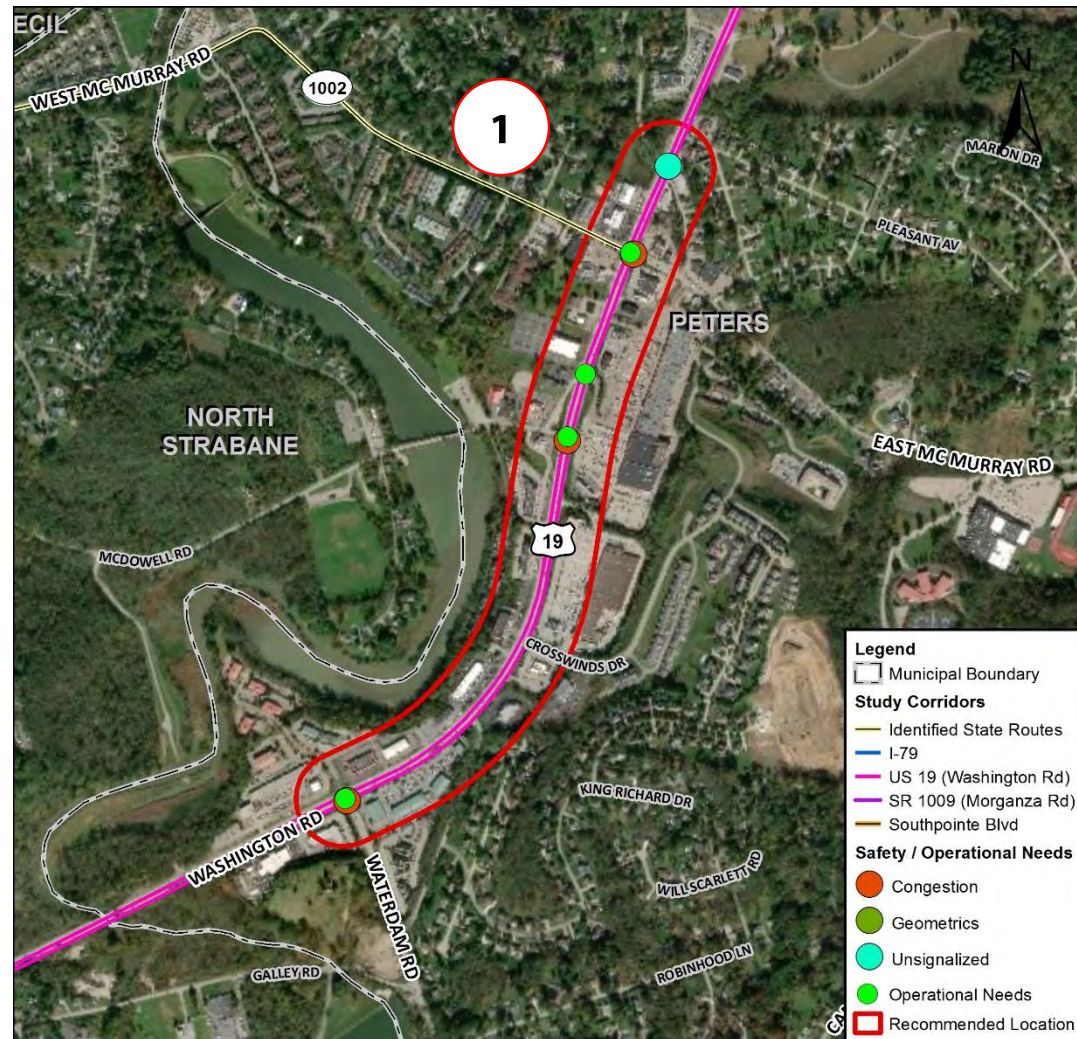 ECIL
WEST MC MURRAY RD
1002
1
N
MARION DR
PLEASANT AV
PETERS
NORTH
STRABANE
EAST MC MURRAY RD
19
MCDOWELL RD
CROSSWINDS DR
KING RICHARD DR
WASHINGTON RD
WATERDAM RD
WILL SCARLETT RD
ROBINHOOD LN
GALLEY RD
CA
Legend
Municipal Boundary
Study Corridors
Identified State Routes
I-79
US 19 (Washington Rd)
SR 1009 (Morganza Rd)
Southpointe Blvd
Safety / Operational Needs
Congestion
Geometrics
Unsignalized
Operational Needs
Recommended Location